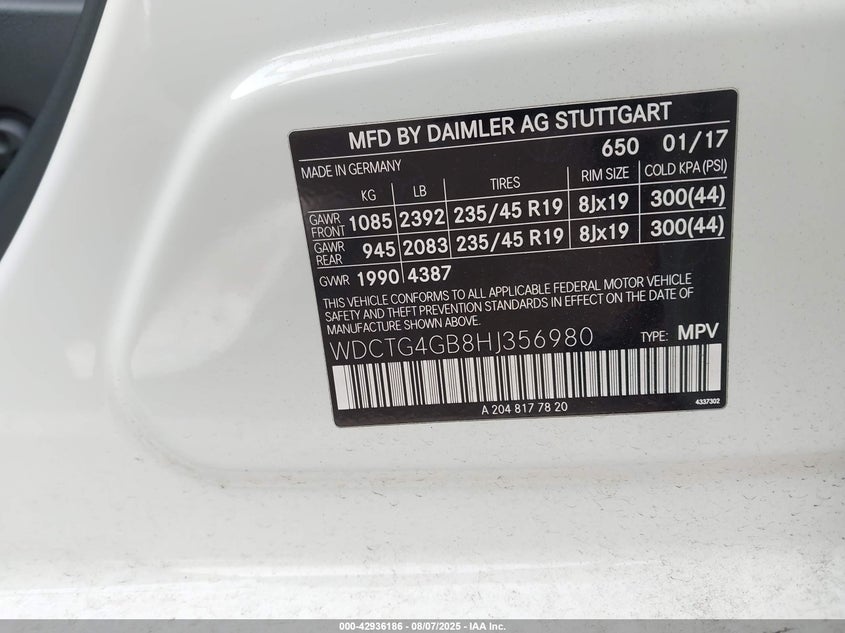 MFD BY DAIMLER AG STUTTGART
650 01/17
MADE IN GERMANY
KG LB TIRES RIM SIZE COLD KPA (PSI)
GAWR FRONT 1085 2392 235/45 R19 8Jx19 300(44)
GAWR REAR 945 2083 235/45 R19 8Jx19 300(44)
GVWR 1990 4387
THIS VEHICLE CONFORMS TO ALL APPLICABLE FEDERAL MOTOR VEHICLE
SAFETY AND THEFT PREVENTION STANDARDS IN EFFECT ON THE DATE OF
MANUFACTURE SHOWN ABOVE.
WDCTG4GB8HJ356980 TYPE: MPV
A 204 817 78 20 4337302
000-42936186 - 08/07/2025 - IAA Inc.